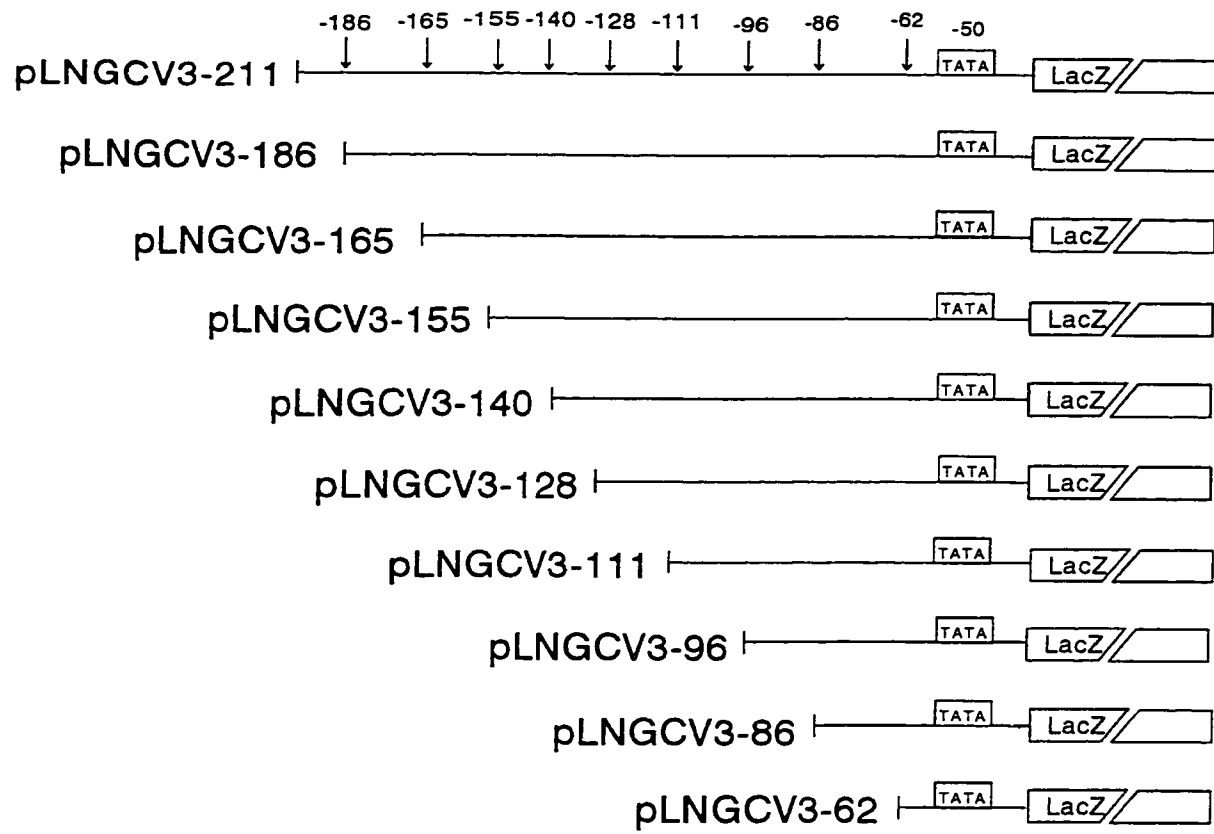 -186 -165 -155 -140 -128 -111 -96 -86 -62 -50
pLNGCV3-211 TATA LacZ
pLNGCV3-186 TATA LacZ
pLNGCV3-165 TATA LacZ
pLNGCV3-155 TATA LacZ
pLNGCV3-140 TATA LacZ
pLNGCV3-128 TATA LacZ
pLNGCV3-111 TATA LacZ
pLNGCV3-96 TATA LacZ
pLNGCV3-86 TATA LacZ
pLNGCV3-62 TATA LacZ